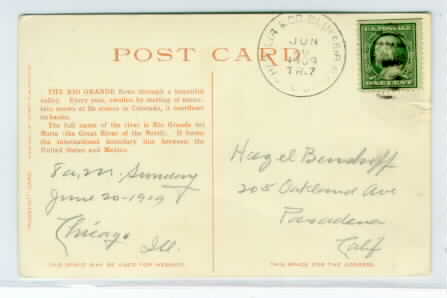 POST CARD
JUN
1909
TR.7
THE RIO GRANDE flows through a beautiful
valley. Every year, swollen by melting of moun-
tain snows at its source in Colorado, it overflows
its banks.
The full name of the river is Rio Grande del
Norte (the Great River of the North). It forms
the international boundary line between the
United States and Mexico.
8 a.m. Sunday
June 20-1909
Chicago
Ill.
Hazel Bendhoff
205 Oakland Ave
Pasadena
Calif
THIS SPACE MAY BE USED FOR MESSAGE.
THIS SPACE FOR THE ADDRESS.